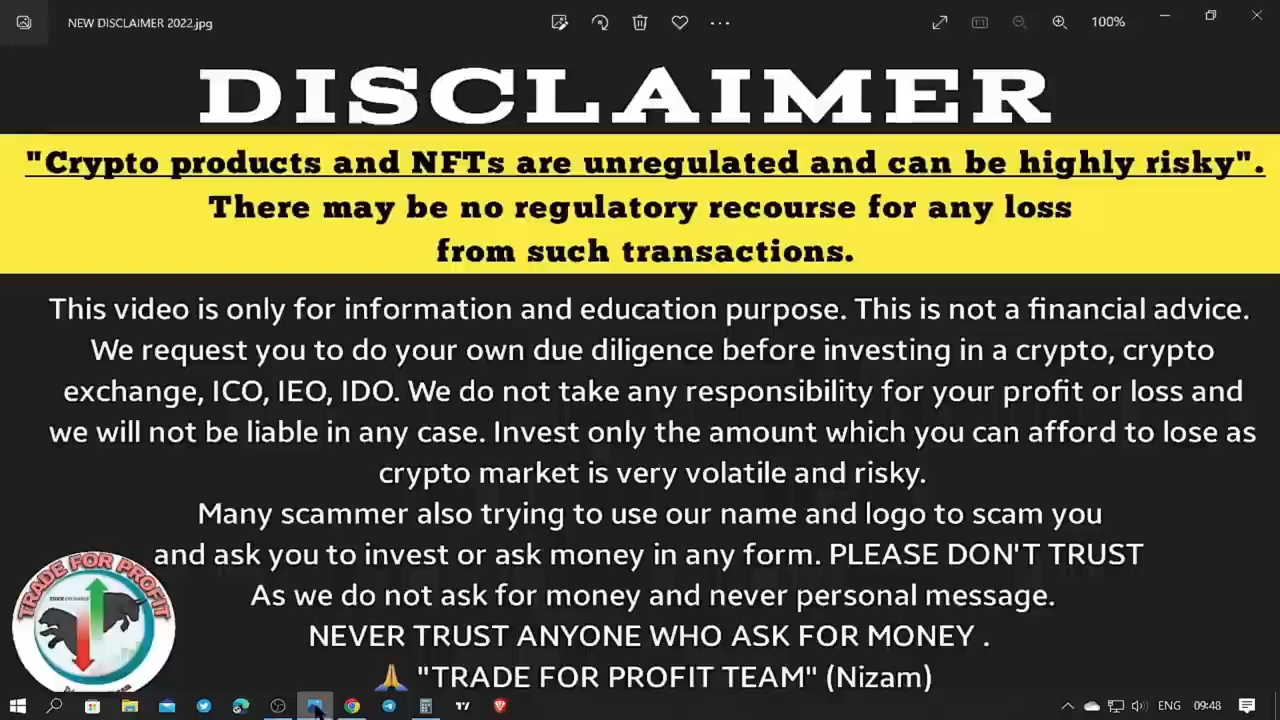 NEW DISCLAIMER 2022.jpg
100%
DISCLAIMER
"Crypto products and NFTs are unregulated and can be highly risky".
There may be no regulatory recourse for any loss
from such transactions.
This video is only for information and education purpose. This is not a financial advice.
We request you to do your own due diligence before investing in a crypto, crypto
exchange, ICO, IEO, IDO. We do not take any responsibility for your profit or loss and
we will not be liable in any case. Invest only the amount which you can afford to lose as
crypto market is very volatile and risky.
Many scammer also trying to use our name and logo to scam you
and ask you to invest or ask money in any form. PLEASE DON'T TRUST
As we do not ask for money and never personal message.
NEVER TRUST ANYONE WHO ASK FOR MONEY .
🙏 "TRADE FOR PROFIT TEAM" (Nizam)
TRADE FOR PROFIT
STOCK EXCHANGE
ENG
09:48